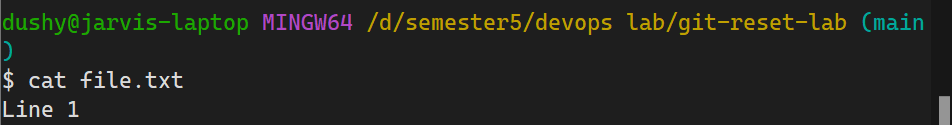 dushy@jarvis-laptop MINGW64 /d/semester5/devops lab/git-reset-lab (main
)
$ cat file.txt
Line 1